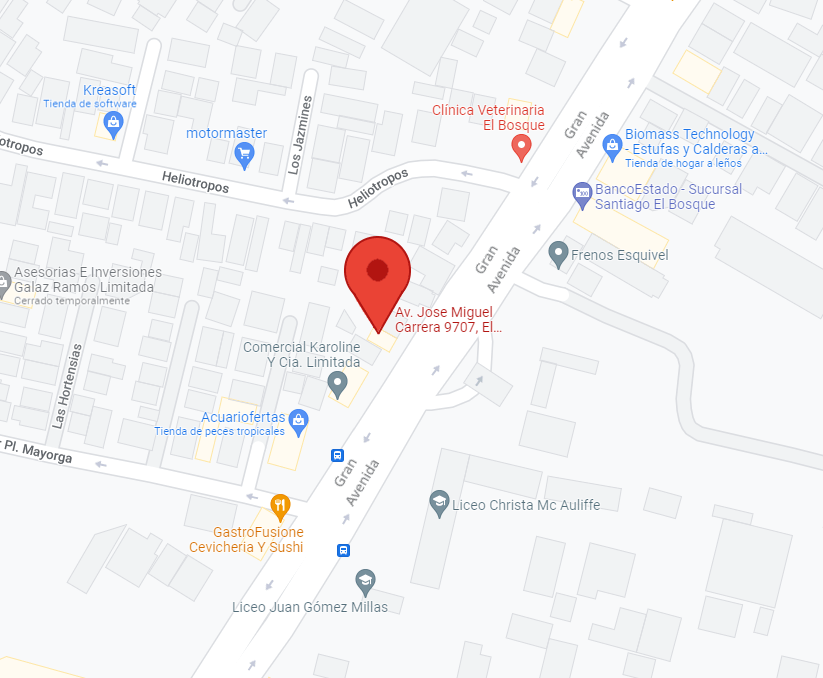 Kreasoft
Tienda de software
motormaster
Los Jazmines
Clínica Veterinaria
El Bosque
Gran
Avenida
Biomass Technology
- Estufas y Calderas a...
Tienda de hogar a leños
Heliotropos
Heliotropos
Heliotropos
BancoEstado - Sucursal
Santiago El Bosque
Gran
Avenida
Frenos Esquivel
Asesorias E Inversiones
Galaz Ramos Limitada
Cerrado temporalmente
Av. Jose Miguel
Carrera 9707, El...
Comercial Karoline
Y Cia. Limitada
Las Hortensias
Acuariofertas
Tienda de peces tropicales
r Pl. Mayorga
Gran
Avenida
Liceo Christa Mc Auliffe
GastroFusione
Cevicheria Y Sushi
Liceo Juan Gómez Millas